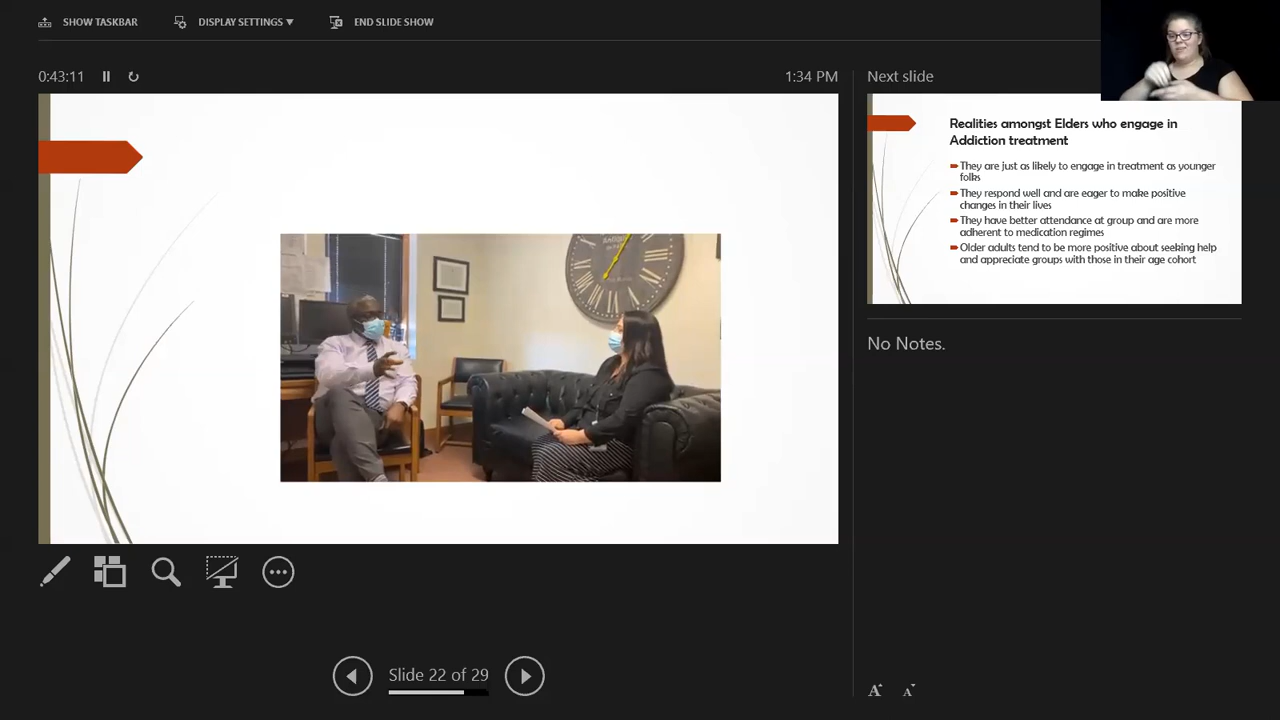 SHOW TASKBAR
DISPLAY SETTINGS ▼
END SLIDE SHOW
0:43:11
1:34 PM
Next slide
Realities amongst Elders who engage in
Addiction treatment
They are just as likely to engage in treatment as younger
folks
They respond well and are eager to make positive
changes in their lives
They have better attendance at group and are more
adherent to medication regimes
Older adults tend to be more positive about seeking help
and appreciate groups with those in their age cohort
No Notes.
Slide 22 of 29
A A